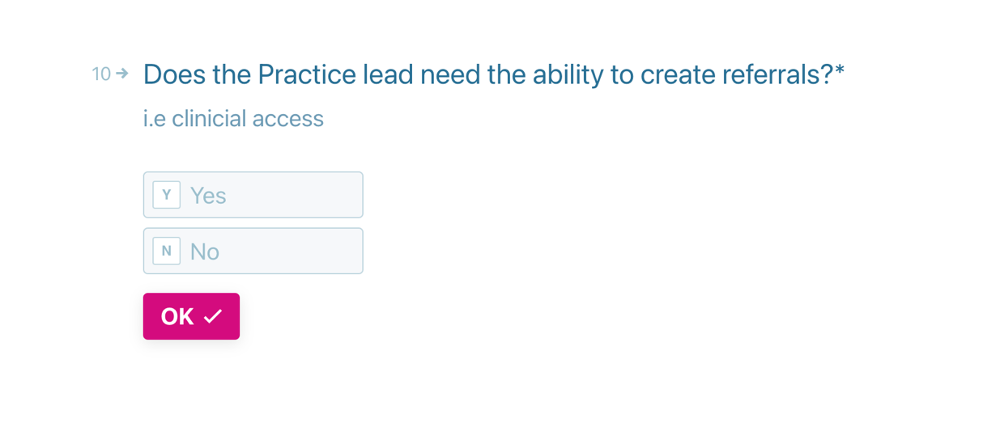 10 → Does the Practice lead need the ability to create referrals?*
i.e clinicial access
Y Yes
N No
OK ✓